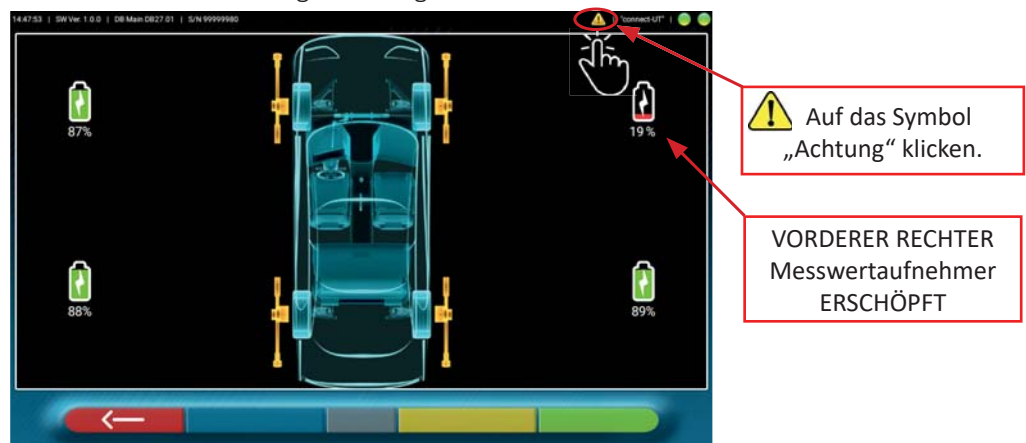 14:47:53 | SW Ver. 1.0.0 | DB Main DB27.01 | S/N 99999980
"connect-UT" |
87%
19 %
88%
89%
Auf das Symbol
„Achtung“ klicken.
VORDERER RECHTER
Messwertaufnehmer
ERSCHÖPFT